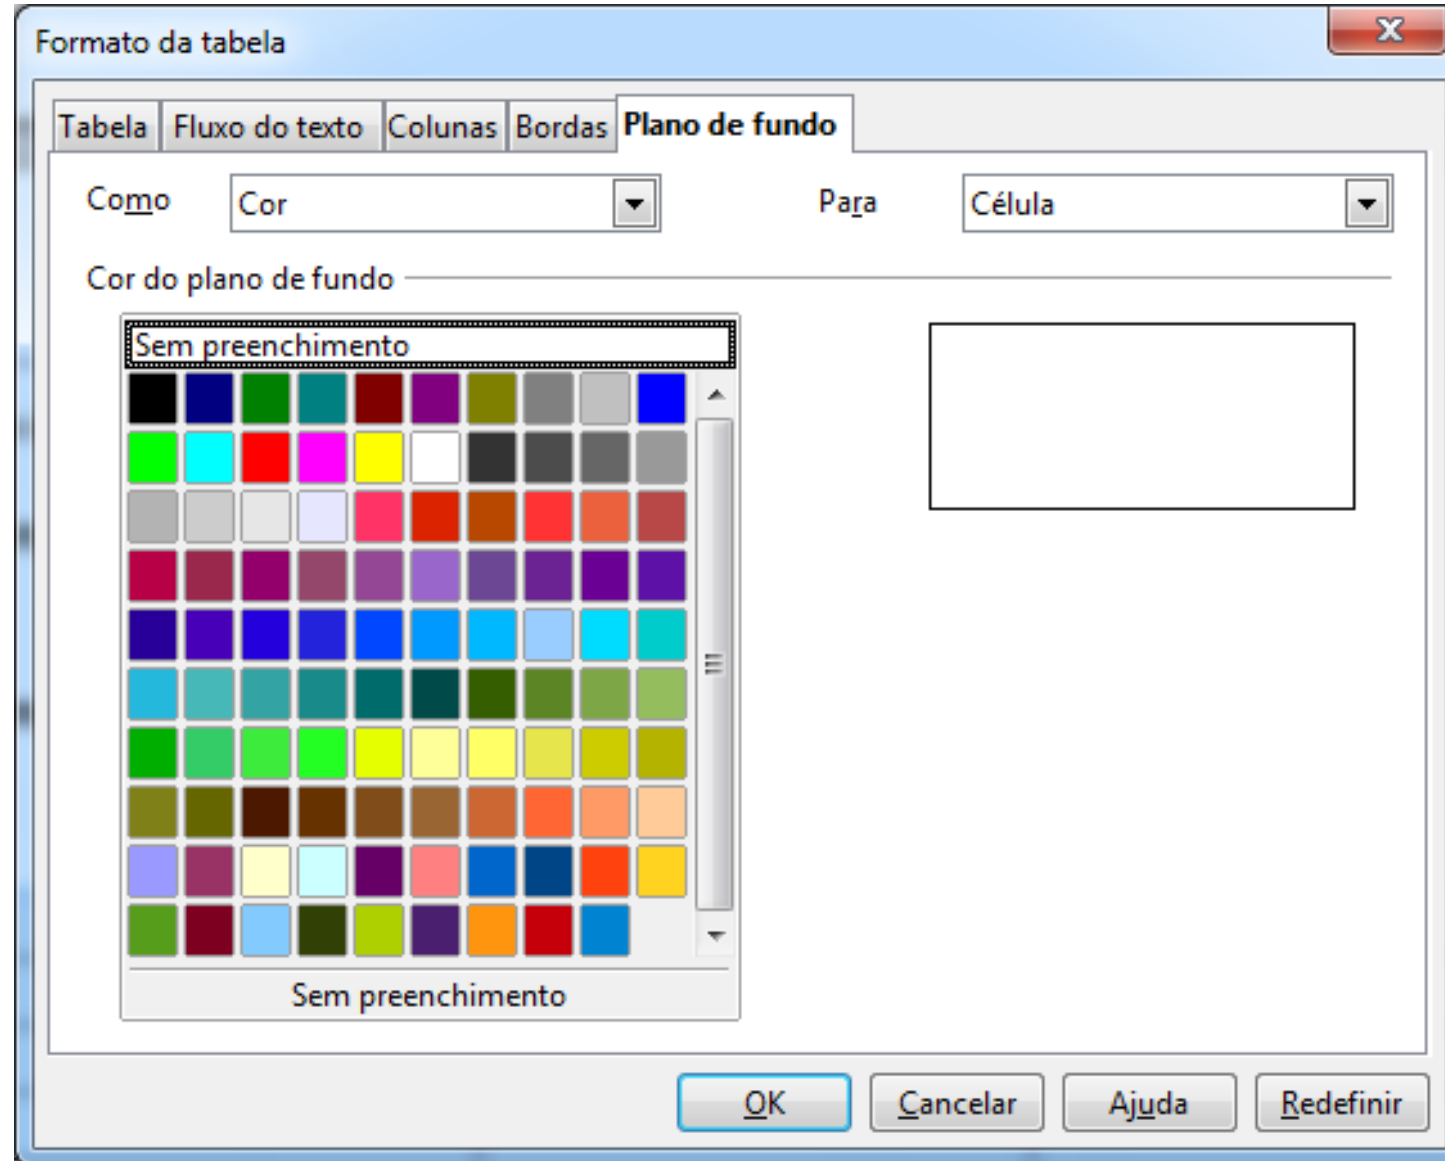 Formato da tabela
Tabela Fluxo do texto Colunas Bordas Plano de fundo
Como Cor Para Célula
Cor do plano de fundo
Sem preenchimento
Sem preenchimento
OK Cancelar Ajuda Redefinir